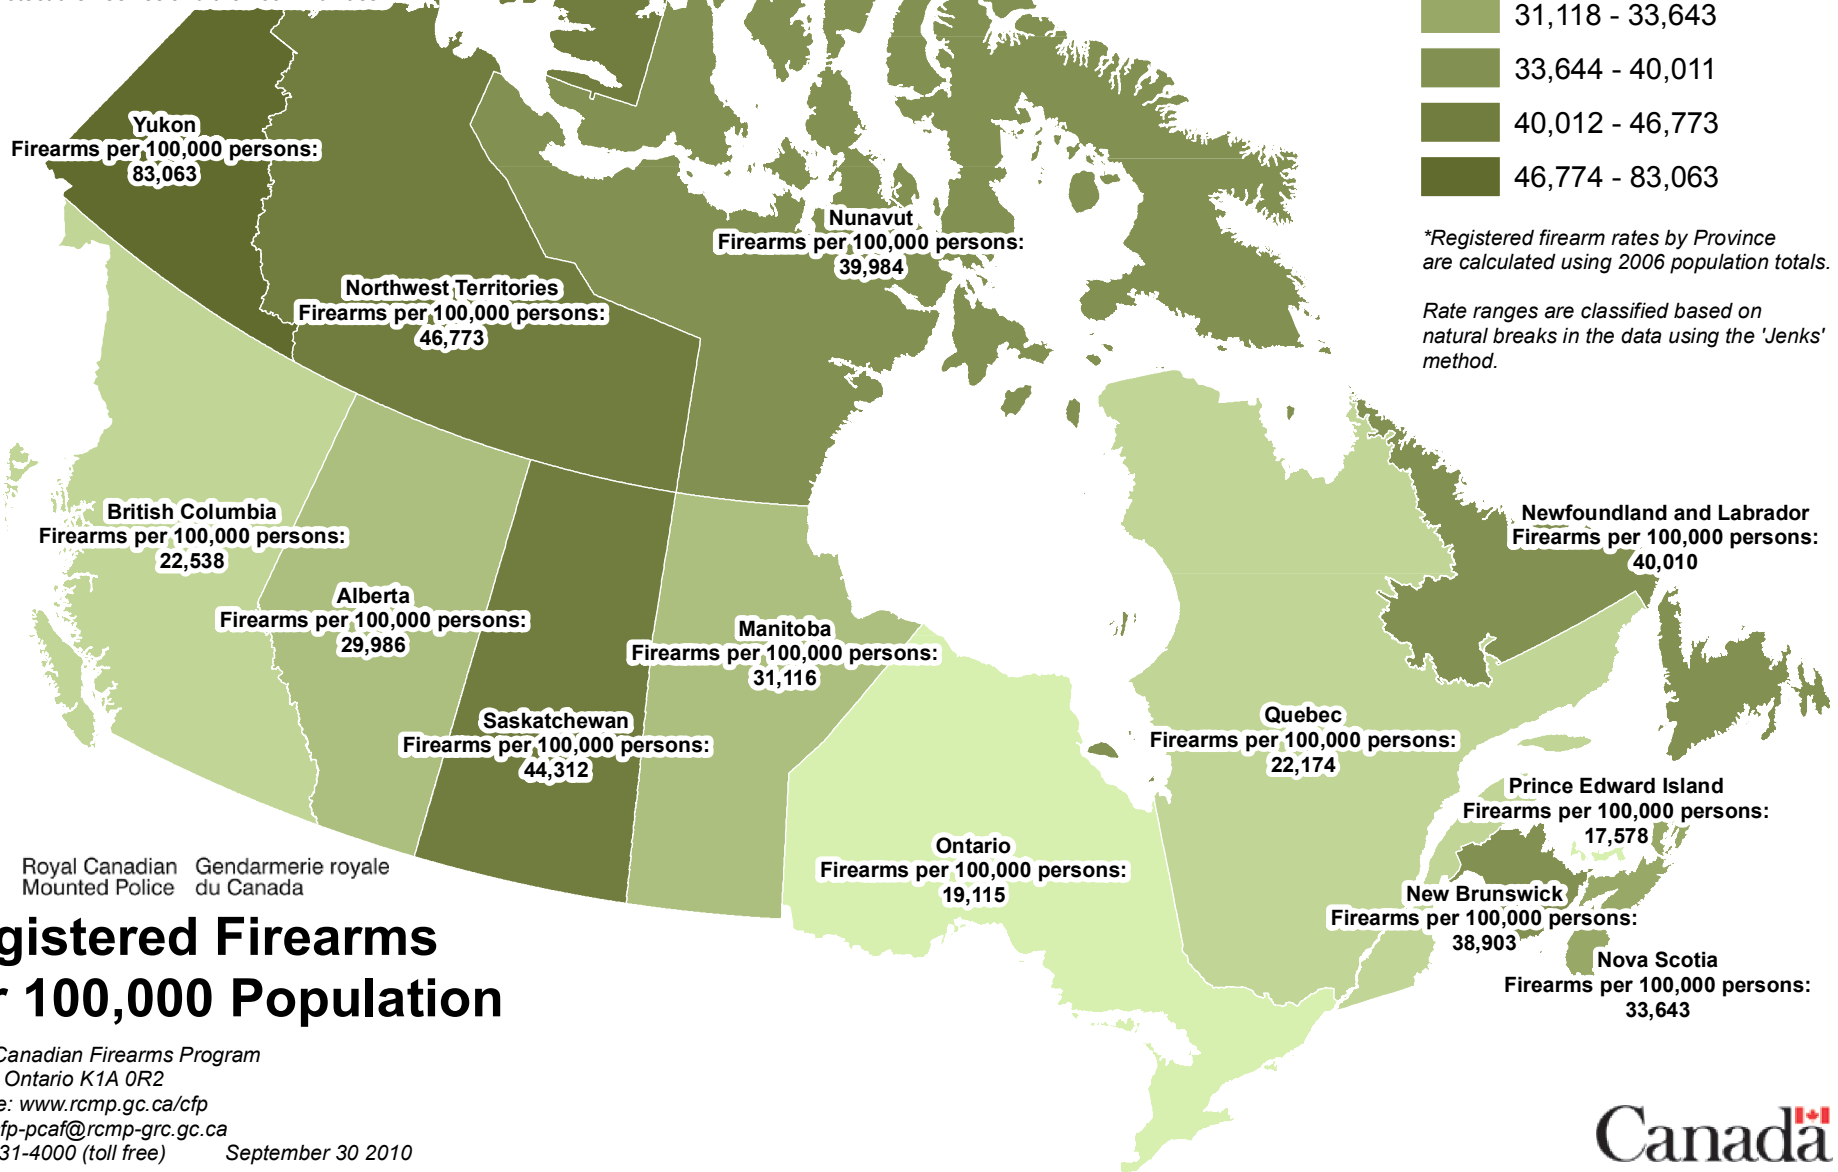 31,118 - 33,643
33,644 - 40,011
40,012 - 46,773
46,774 - 83,063
*Registered firearm rates by Province
are calculated using 2006 population totals.
Rate ranges are classified based on
natural breaks in the data using the 'Jenks'
method.
Yukon
Firearms per 100,000 persons:
83,063
Nunavut
Firearms per 100,000 persons:
39,984
Northwest Territories
Firearms per 100,000 persons:
46,773
British Columbia
Firearms per 100,000 persons:
22,538
Alberta
Firearms per 100,000 persons:
29,986
Saskatchewan
Firearms per 100,000 persons:
44,312
Manitoba
Firearms per 100,000 persons:
31,116
Ontario
Firearms per 100,000 persons:
19,115
Quebec
Firearms per 100,000 persons:
22,174
Newfoundland and Labrador
Firearms per 100,000 persons:
40,010
Prince Edward Island
Firearms per 100,000 persons:
17,578
New Brunswick
Firearms per 100,000 persons:
38,903
Nova Scotia
Firearms per 100,000 persons:
33,643
Royal Canadian Gendarmerie royale
Mounted Police du Canada
gistered Firearms
r 100,000 Population
Canadian Firearms Program
Ontario K1A 0R2
e: www.rcmp.gc.ca/cfp
fp-pcaf@rcmp-grc.gc.ca
31-4000 (toll free) September 30 2010
Canada